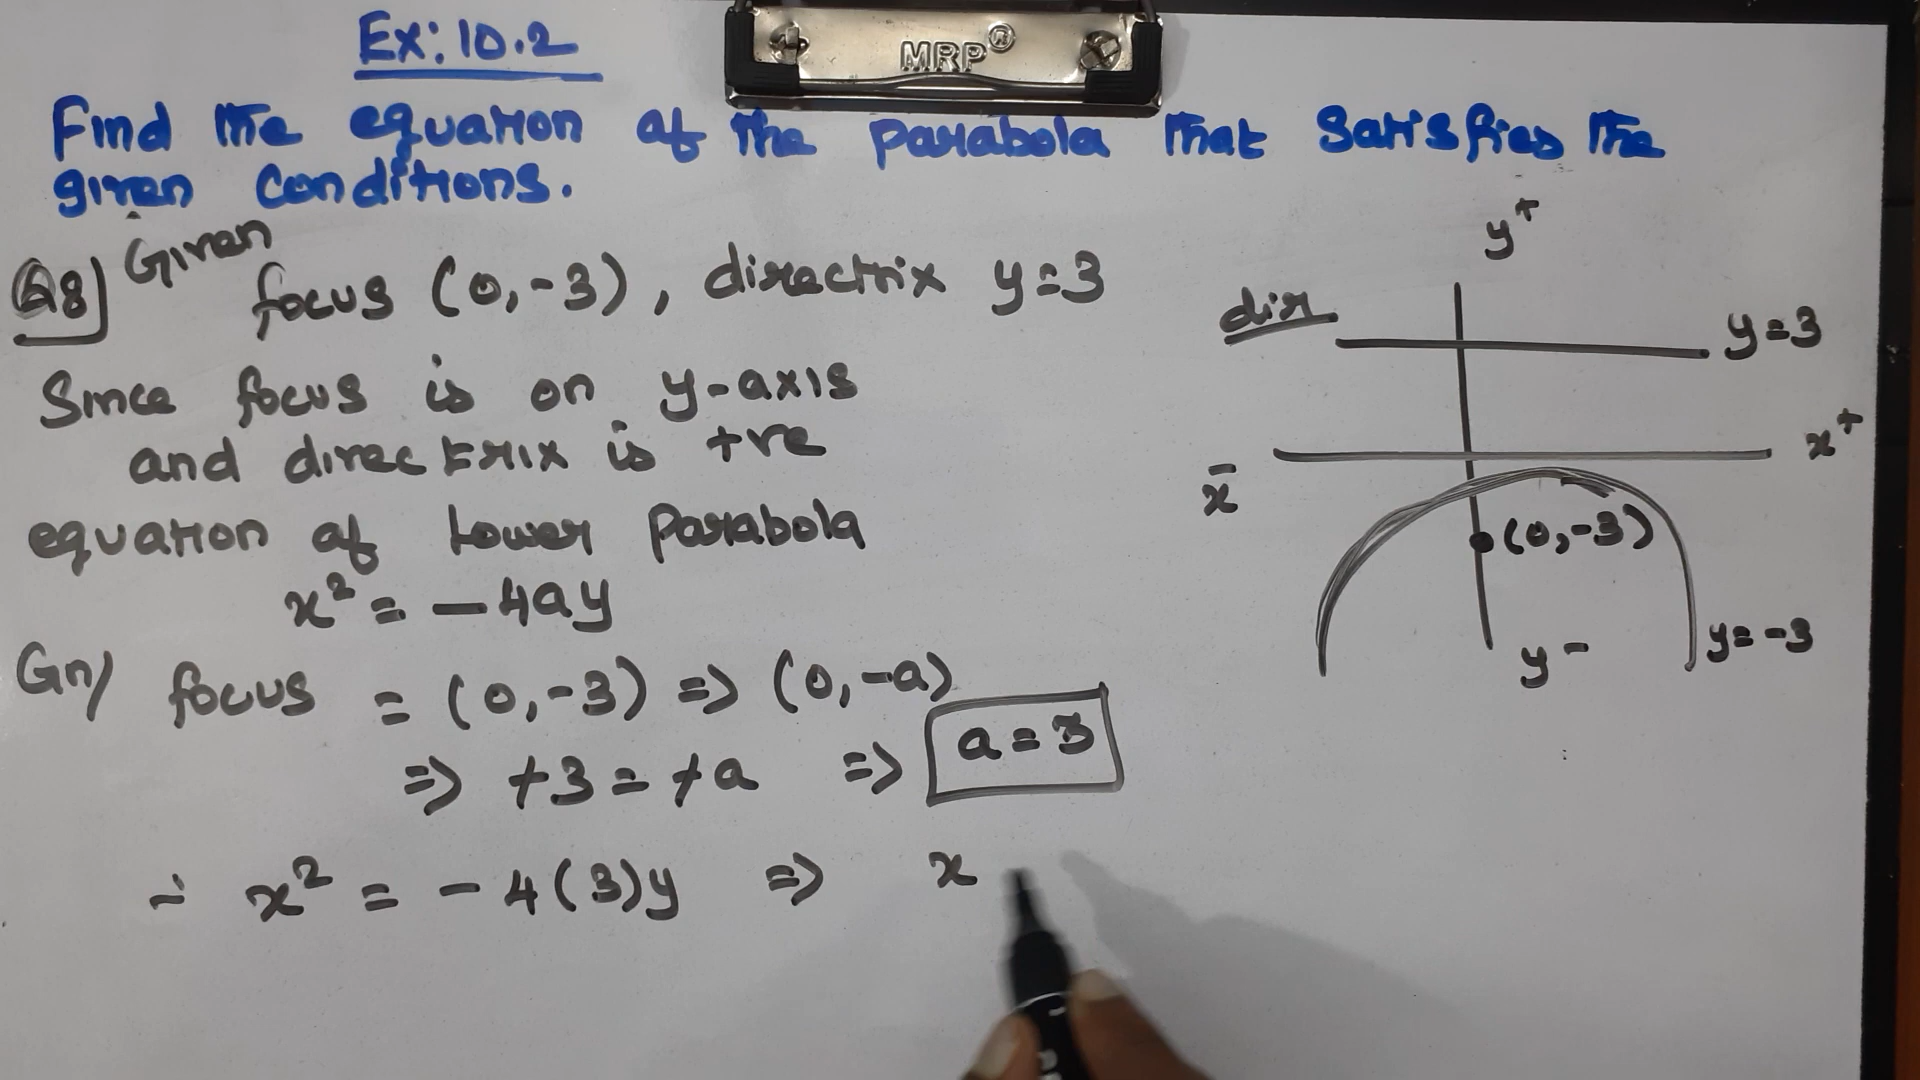 MRP®
Ex: 10.2
Find the equation of the parabola that satisfies the
given conditions.
Q8) Given
focus (0,-3), directrix y=3
Since focus is on y-axis
and directrix is +ve
equation of Lower Parabola
x² = -4ay
Gn/ focus = (0,-3) => (0,-a)
=> +3 = +a => a = 3
∴ x² = -4(3)y => x
y+
dir
y=3
x+
x-
(0,-3)
y=-3
y-